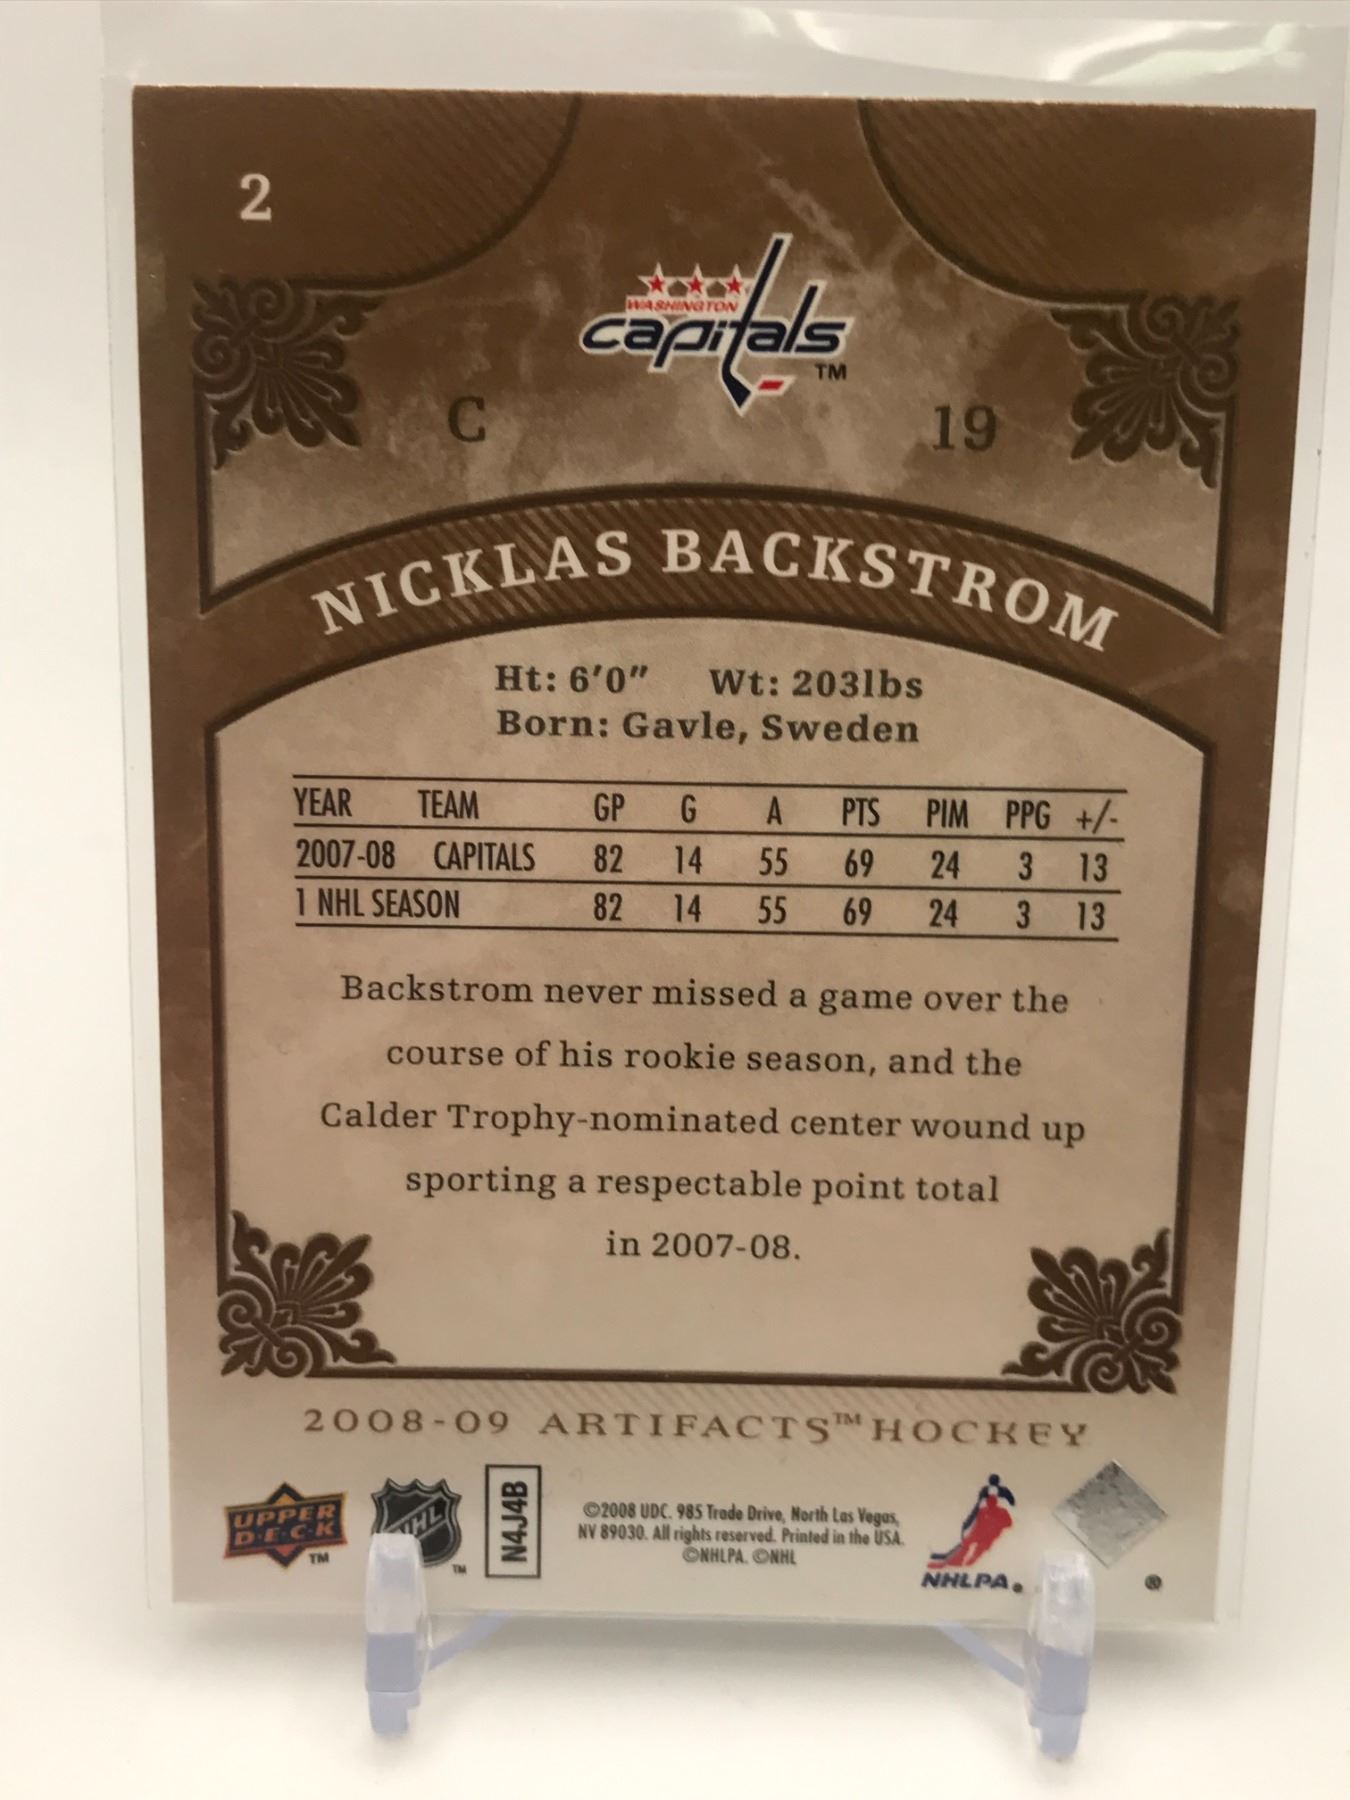 2
WASHINGTON
capitals TM
C 19
NICKLAS BACKSTROM
Ht: 6'0" Wt: 203lbs
Born: Gavle, Sweden
YEAR TEAM GP G A PTS PIM PPG +/-
2007-08 CAPITALS 82 14 55 69 24 3 13
1 NHL SEASON 82 14 55 69 24 3 13
Backstrom never missed a game over the
course of his rookie season, and the
Calder Trophy-nominated center wound up
sporting a respectable point total
in 2007-08.
2008-09 ARTIFACTS™ HOCKEY
UPPER
DECK TM
NHL TM
N4J4B
©2008 UDC. 985 Trade Drive, North Las Vegas,
NV 89030. All rights reserved. Printed in the USA.
©NHLPA. ©NHL
NHLPA®
®